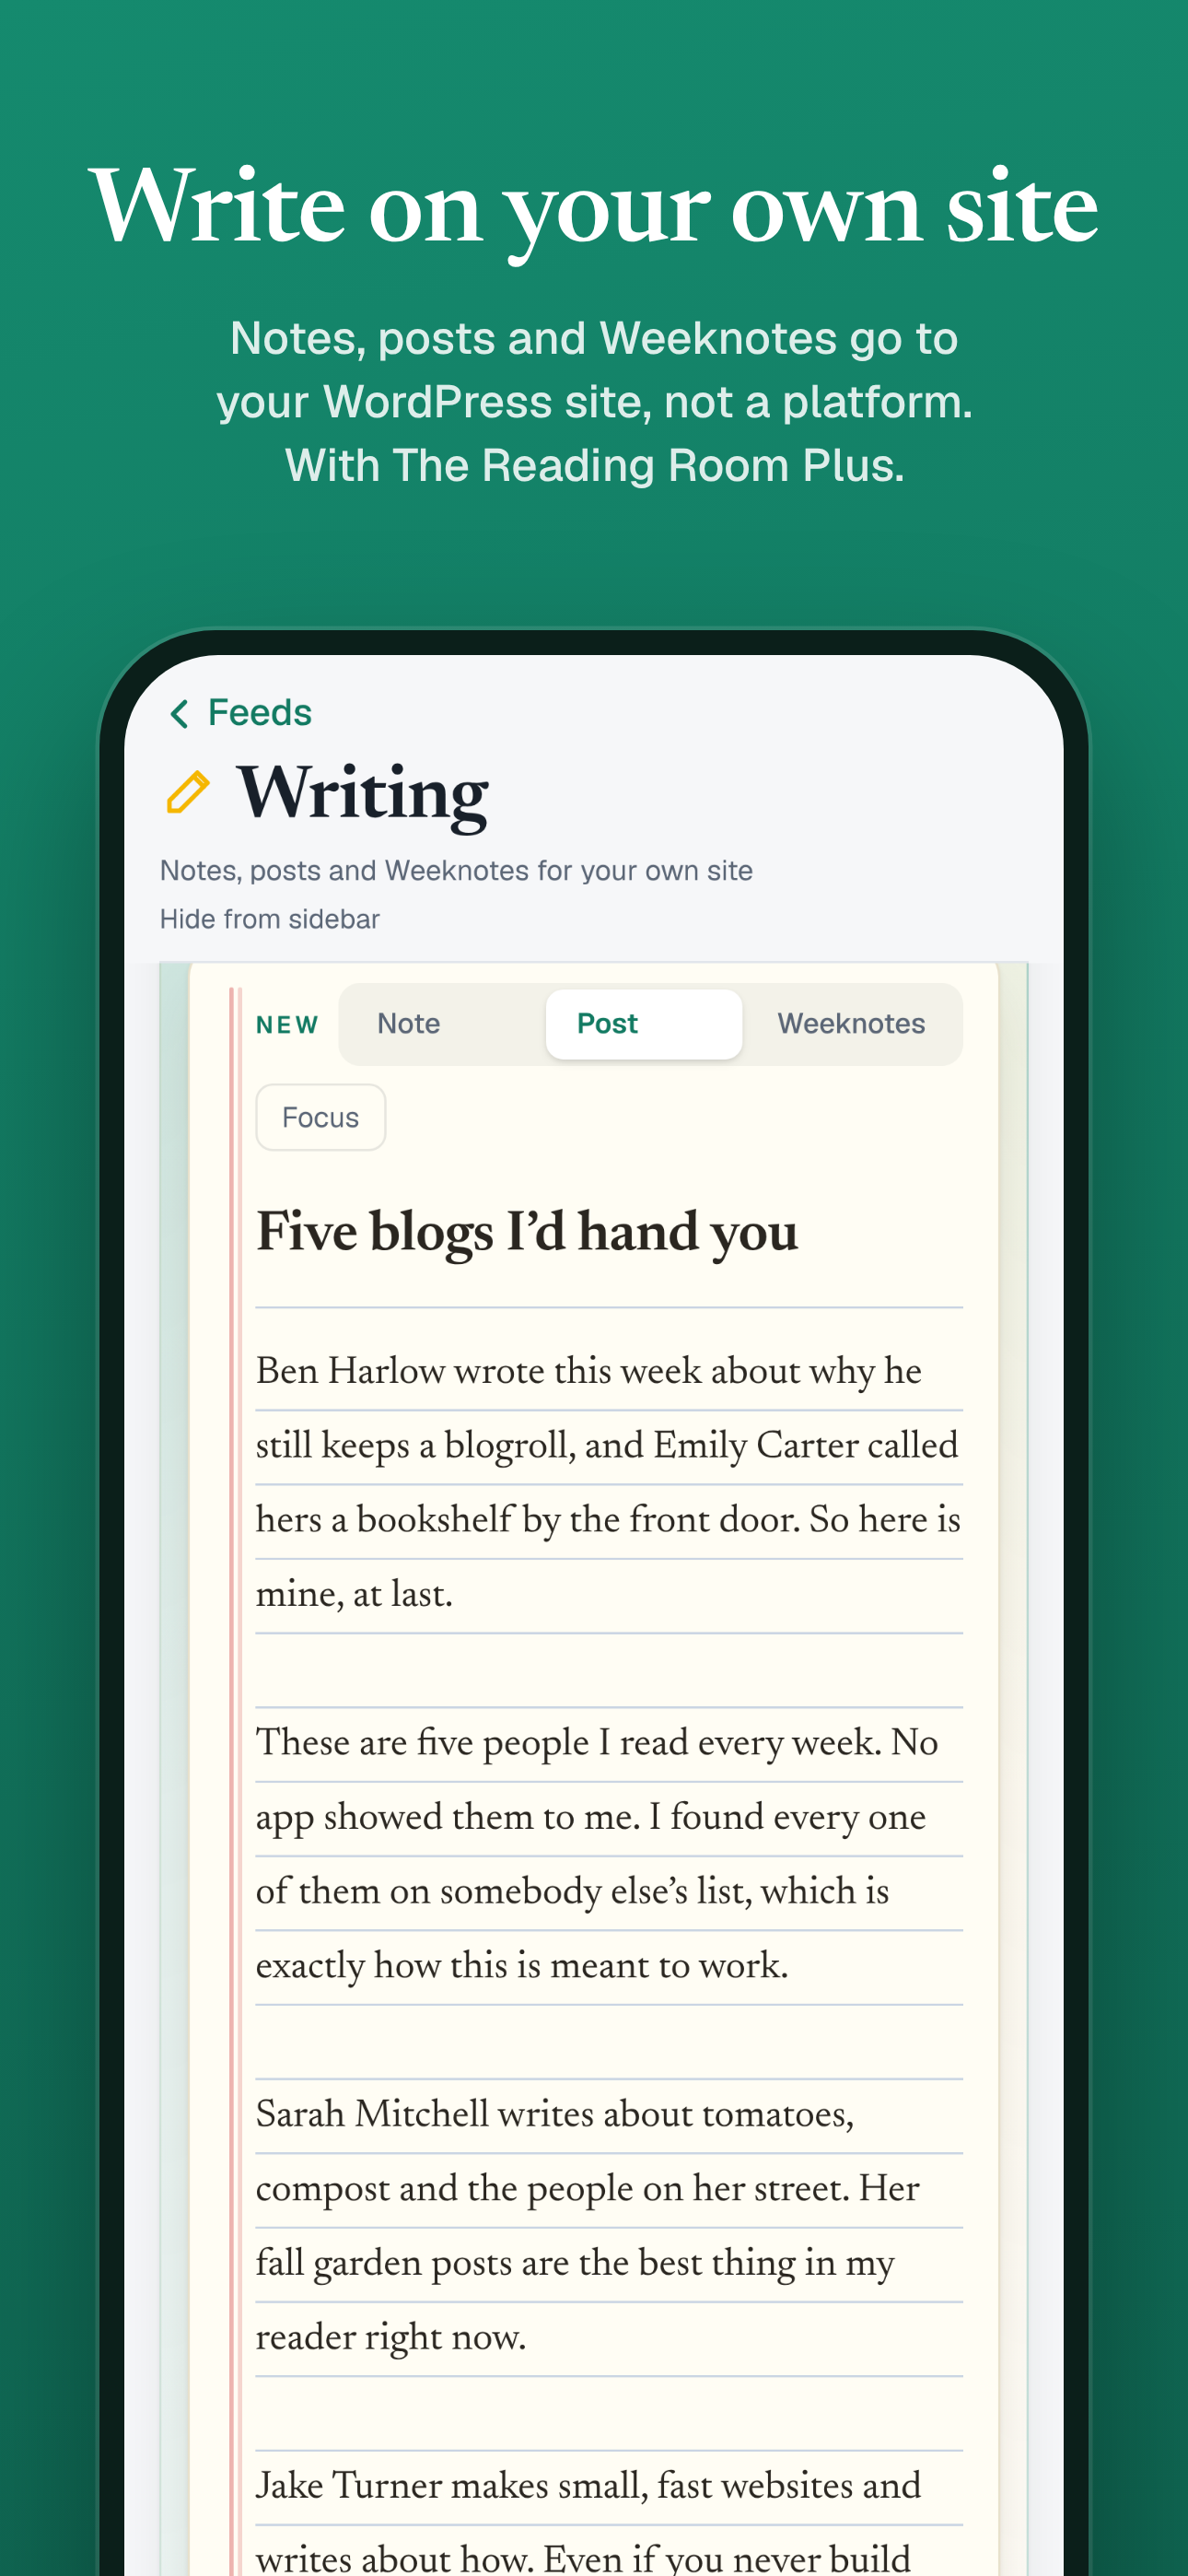 Write on your own site
Notes, posts and Weeknotes go to
your WordPress site, not a platform.
With The Reading Room Plus.
Feeds
Writing
Notes, posts and Weeknotes for your own site
Hide from sidebar
NEW Note Post Weeknotes
Focus
Five blogs I’d hand you
Ben Harlow wrote this week about why he
still keeps a blogroll, and Emily Carter called
hers a bookshelf by the front door. So here is
mine, at last.
These are five people I read every week. No
app showed them to me. I found every one
of them on somebody else’s list, which is
exactly how this is meant to work.
Sarah Mitchell writes about tomatoes,
compost and the people on her street. Her
fall garden posts are the best thing in my
reader right now.
Jake Turner makes small, fast websites and
writes about how. Even if you never build